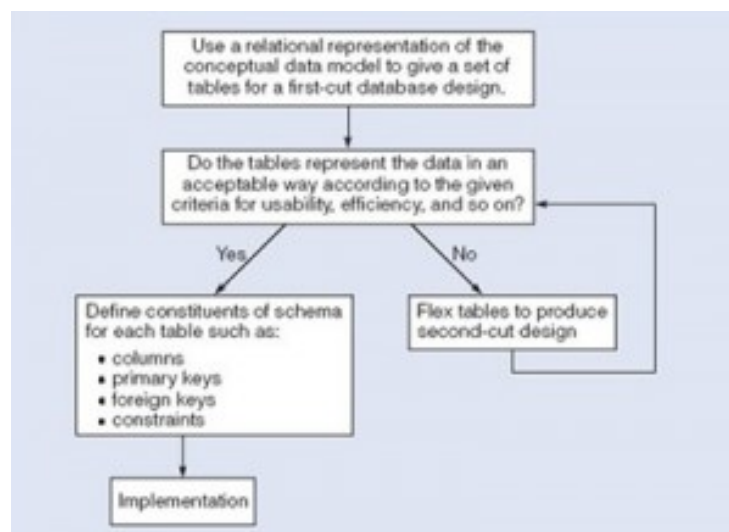 Use a relational representation of the
conceptual data model to give a set of
tables for a first-cut database design.
Do the tables represent the data in an
acceptable way according to the given
criteria for usability, efficiency, and so on?
Yes
No
Define constituents of schema
for each table such as:
• columns
• primary keys
• foreign keys
• constraints
Flex tables to produce
second-cut design
Implementation